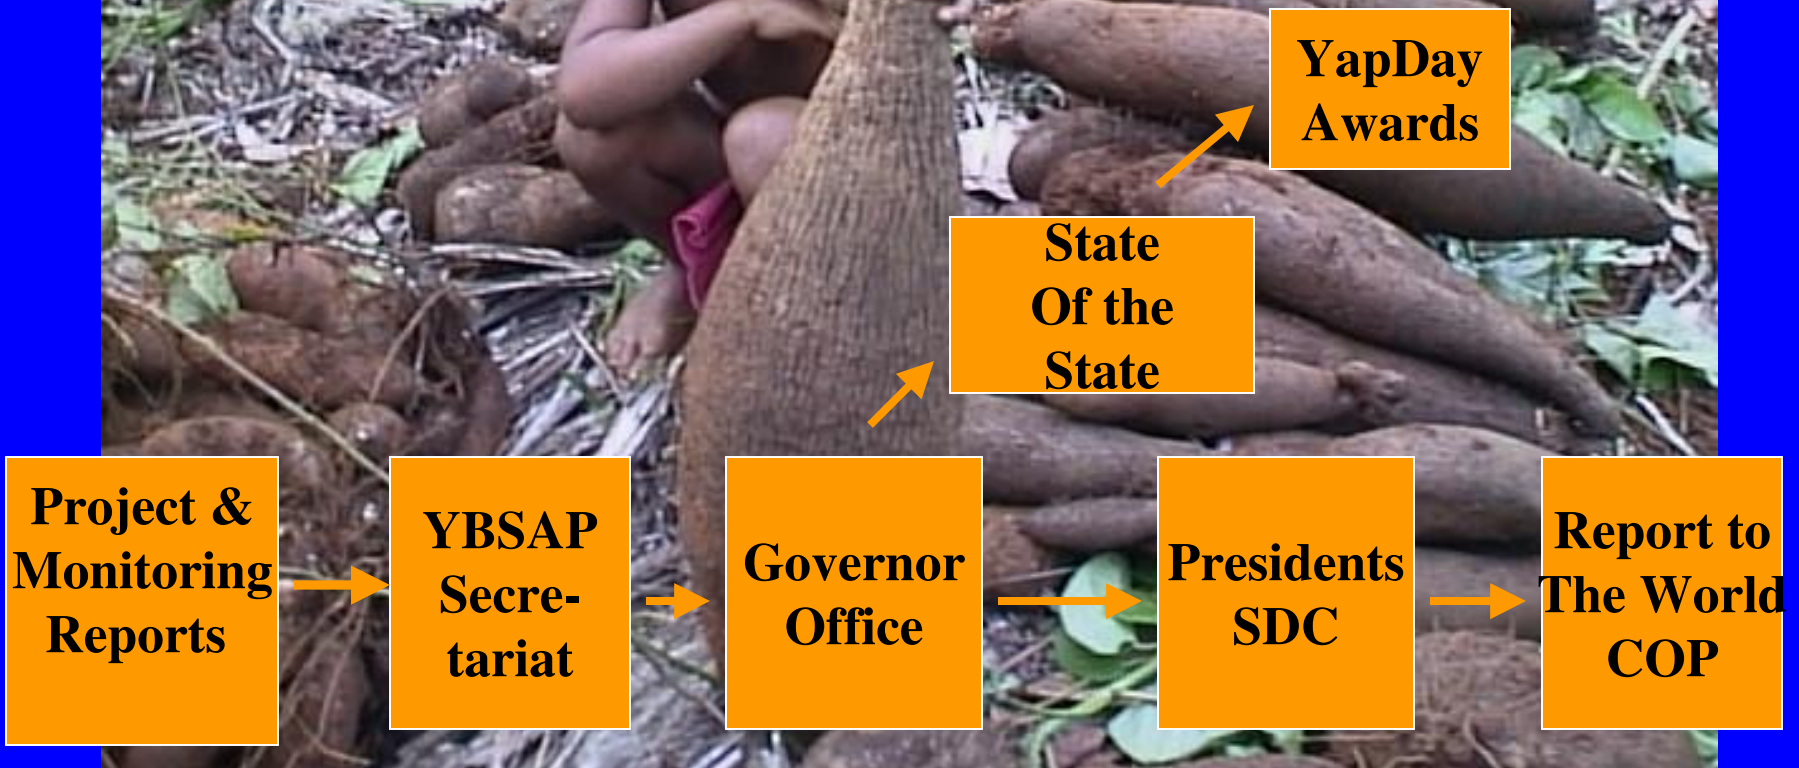 YapDay
Awards
State
Of the
State
Project &
Monitoring
Reports
YBSAP
Secre-
tariat
Governor
Office
Presidents
SDC
Report to
The World
COP